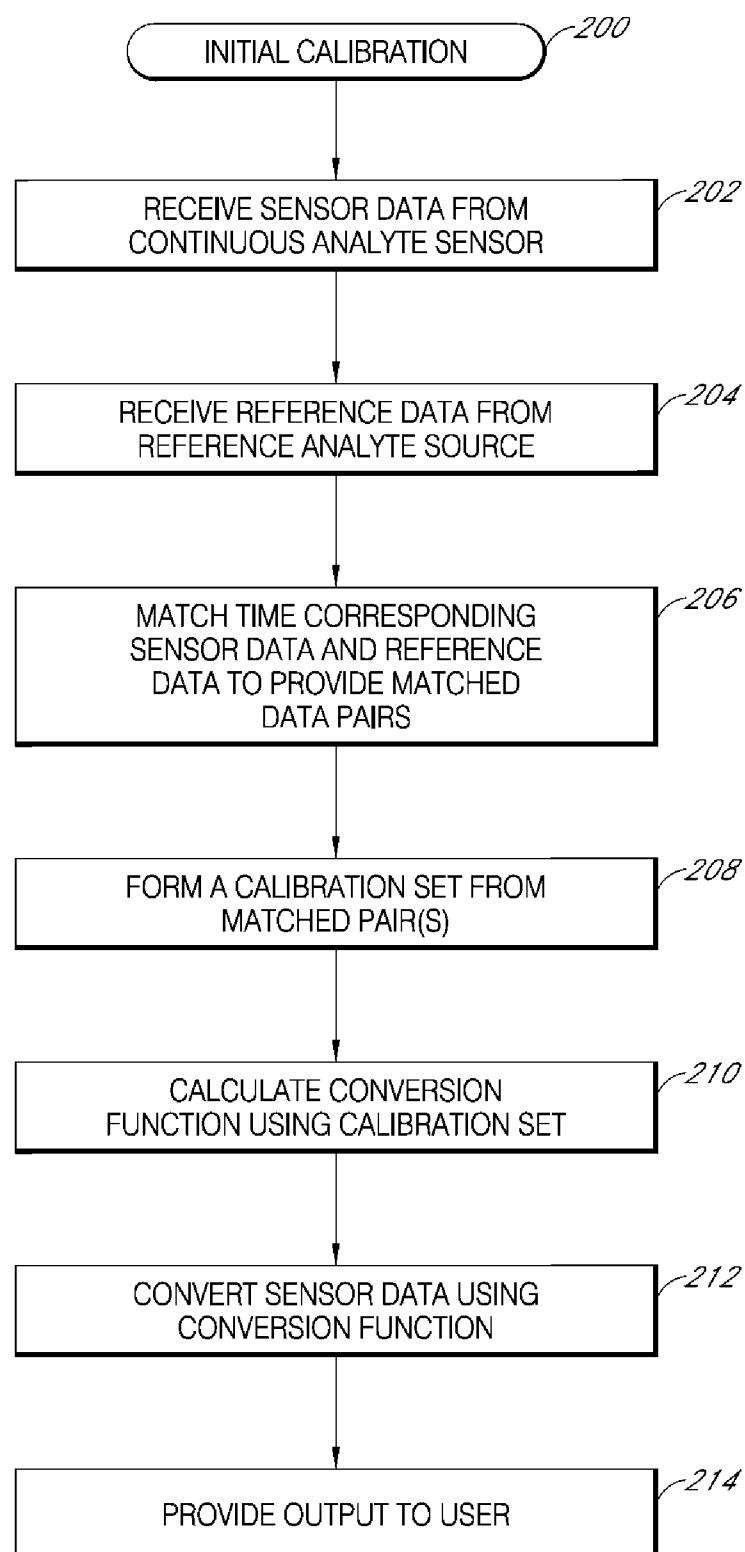 INITIAL CALIBRATION
200
RECEIVE SENSOR DATA FROM
CONTINUOUS ANALYTE SENSOR
202
RECEIVE REFERENCE DATA FROM
REFERENCE ANALYTE SOURCE
204
MATCH TIME CORRESPONDING
SENSOR DATA AND REFERENCE
DATA TO PROVIDE MATCHED
DATA PAIRS
206
FORM A CALIBRATION SET FROM
MATCHED PAIR(S)
208
CALCULATE CONVERSION
FUNCTION USING CALIBRATION SET
210
CONVERT SENSOR DATA USING
CONVERSION FUNCTION
212
PROVIDE OUTPUT TO USER
214